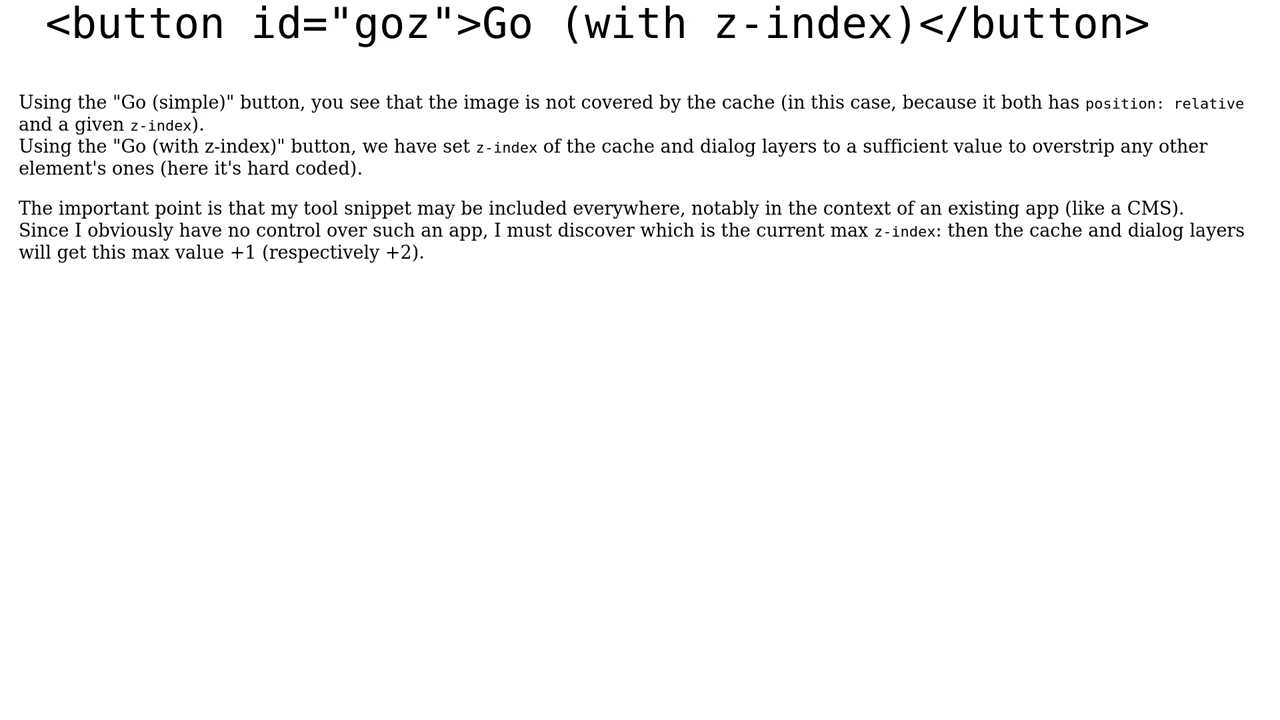 <button id="goz">Go (with z-index)</button>
Using the "Go (simple)" button, you see that the image is not covered by the cache (in this case, because it both has position: relative
and a given z-index).
Using the "Go (with z-index)" button, we have set z-index of the cache and dialog layers to a sufficient value to overstrip any other
element's ones (here it's hard coded).
The important point is that my tool snippet may be included everywhere, notably in the context of an existing app (like a CMS).
Since I obviously have no control over such an app, I must discover which is the current max z-index: then the cache and dialog layers
will get this max value +1 (respectively +2).